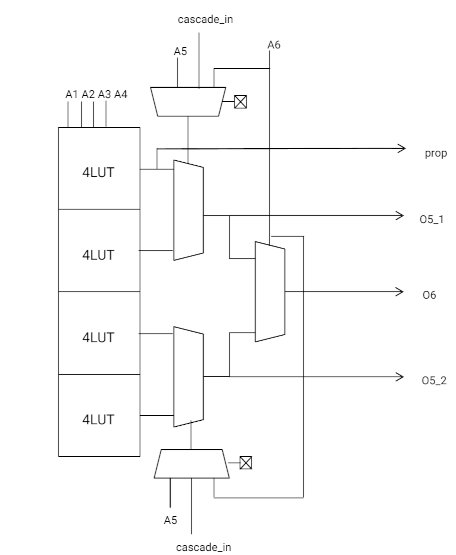 cascade_in
A5
A6
A1 A2 A3 A4
4LUT
prop
O5_1
4LUT
O6
4LUT
O5_2
4LUT
A5
cascade_in